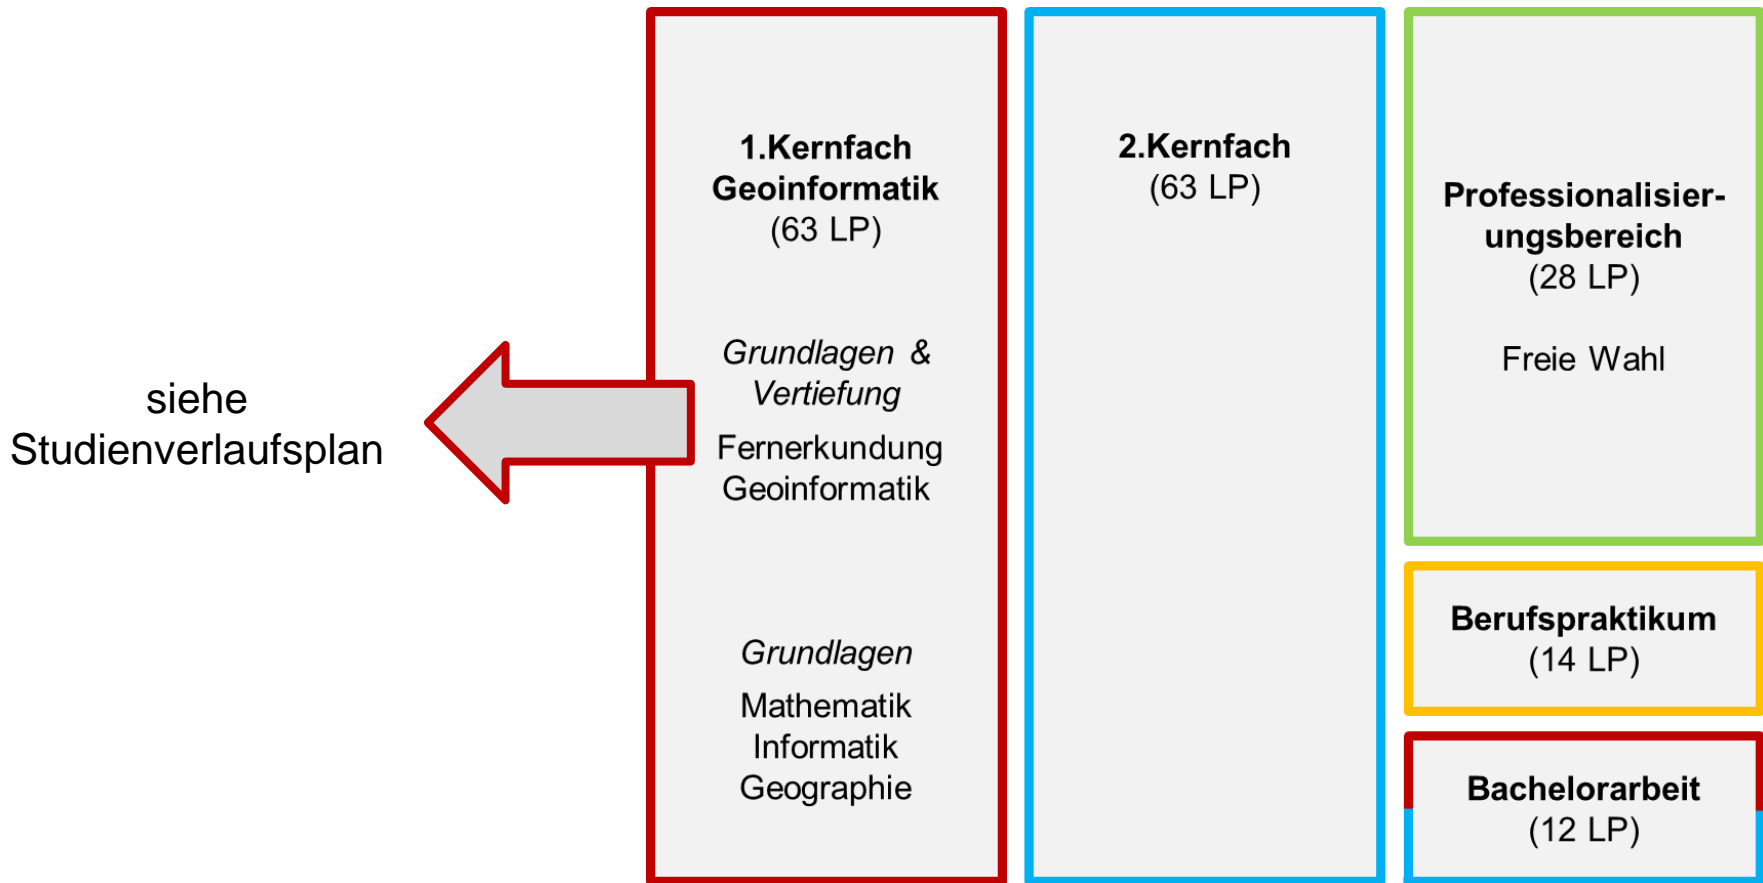 siehe
Studienverlaufsplan
1.Kernfach
Geoinformatik
(63 LP)
Grundlagen &
Vertiefung
Fernerkundung
Geoinformatik
Grundlagen
Mathematik
Informatik
Geographie
2.Kernfach
(63 LP)
Professionalisier-
ungsbereich
(28 LP)
Freie Wahl
Berufspraktikum
(14 LP)
Bachelorarbeit
(12 LP)